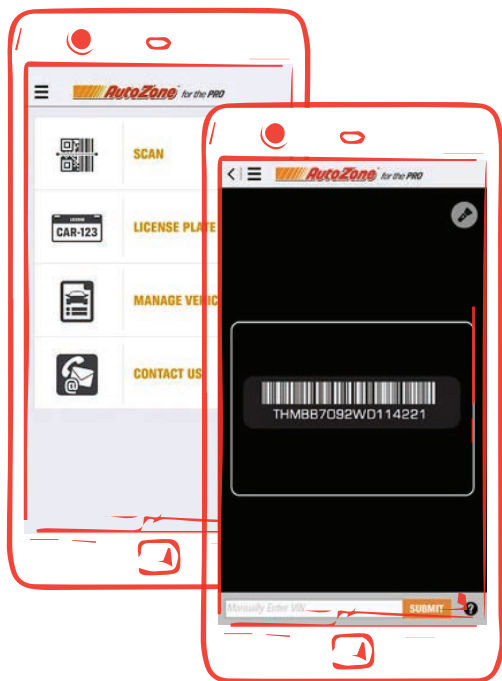 AutoZone for the PRO
SCAN
LICENSE
CAR-123
LICENSE PLATE
MANAGE VEHIC
CONTACT US
AutoZone for the PRO
THM887092WD114221
Manually Enter VIN
SUBMIT
?